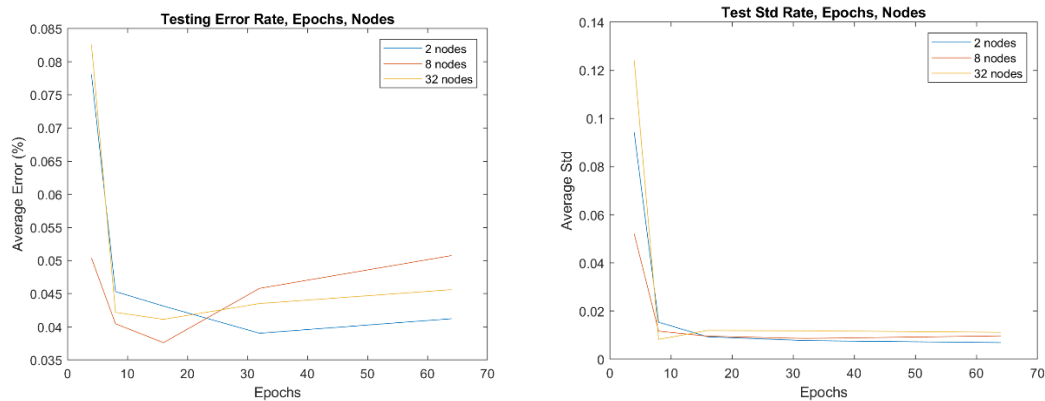 Testing Error Rate, Epochs, Nodes
0.085
0.08
0.075
0.07
0.065
0.06
0.055
0.05
0.045
0.04
0.035
Average Error (%)
2 nodes
8 nodes
32 nodes
0 10 20 30 40 50 60 70
Epochs
Test Std Rate, Epochs, Nodes
0.14
0.12
0.1
0.08
0.06
0.04
0.02
0
Average Std
2 nodes
8 nodes
32 nodes
0 10 20 30 40 50 60 70
Epochs